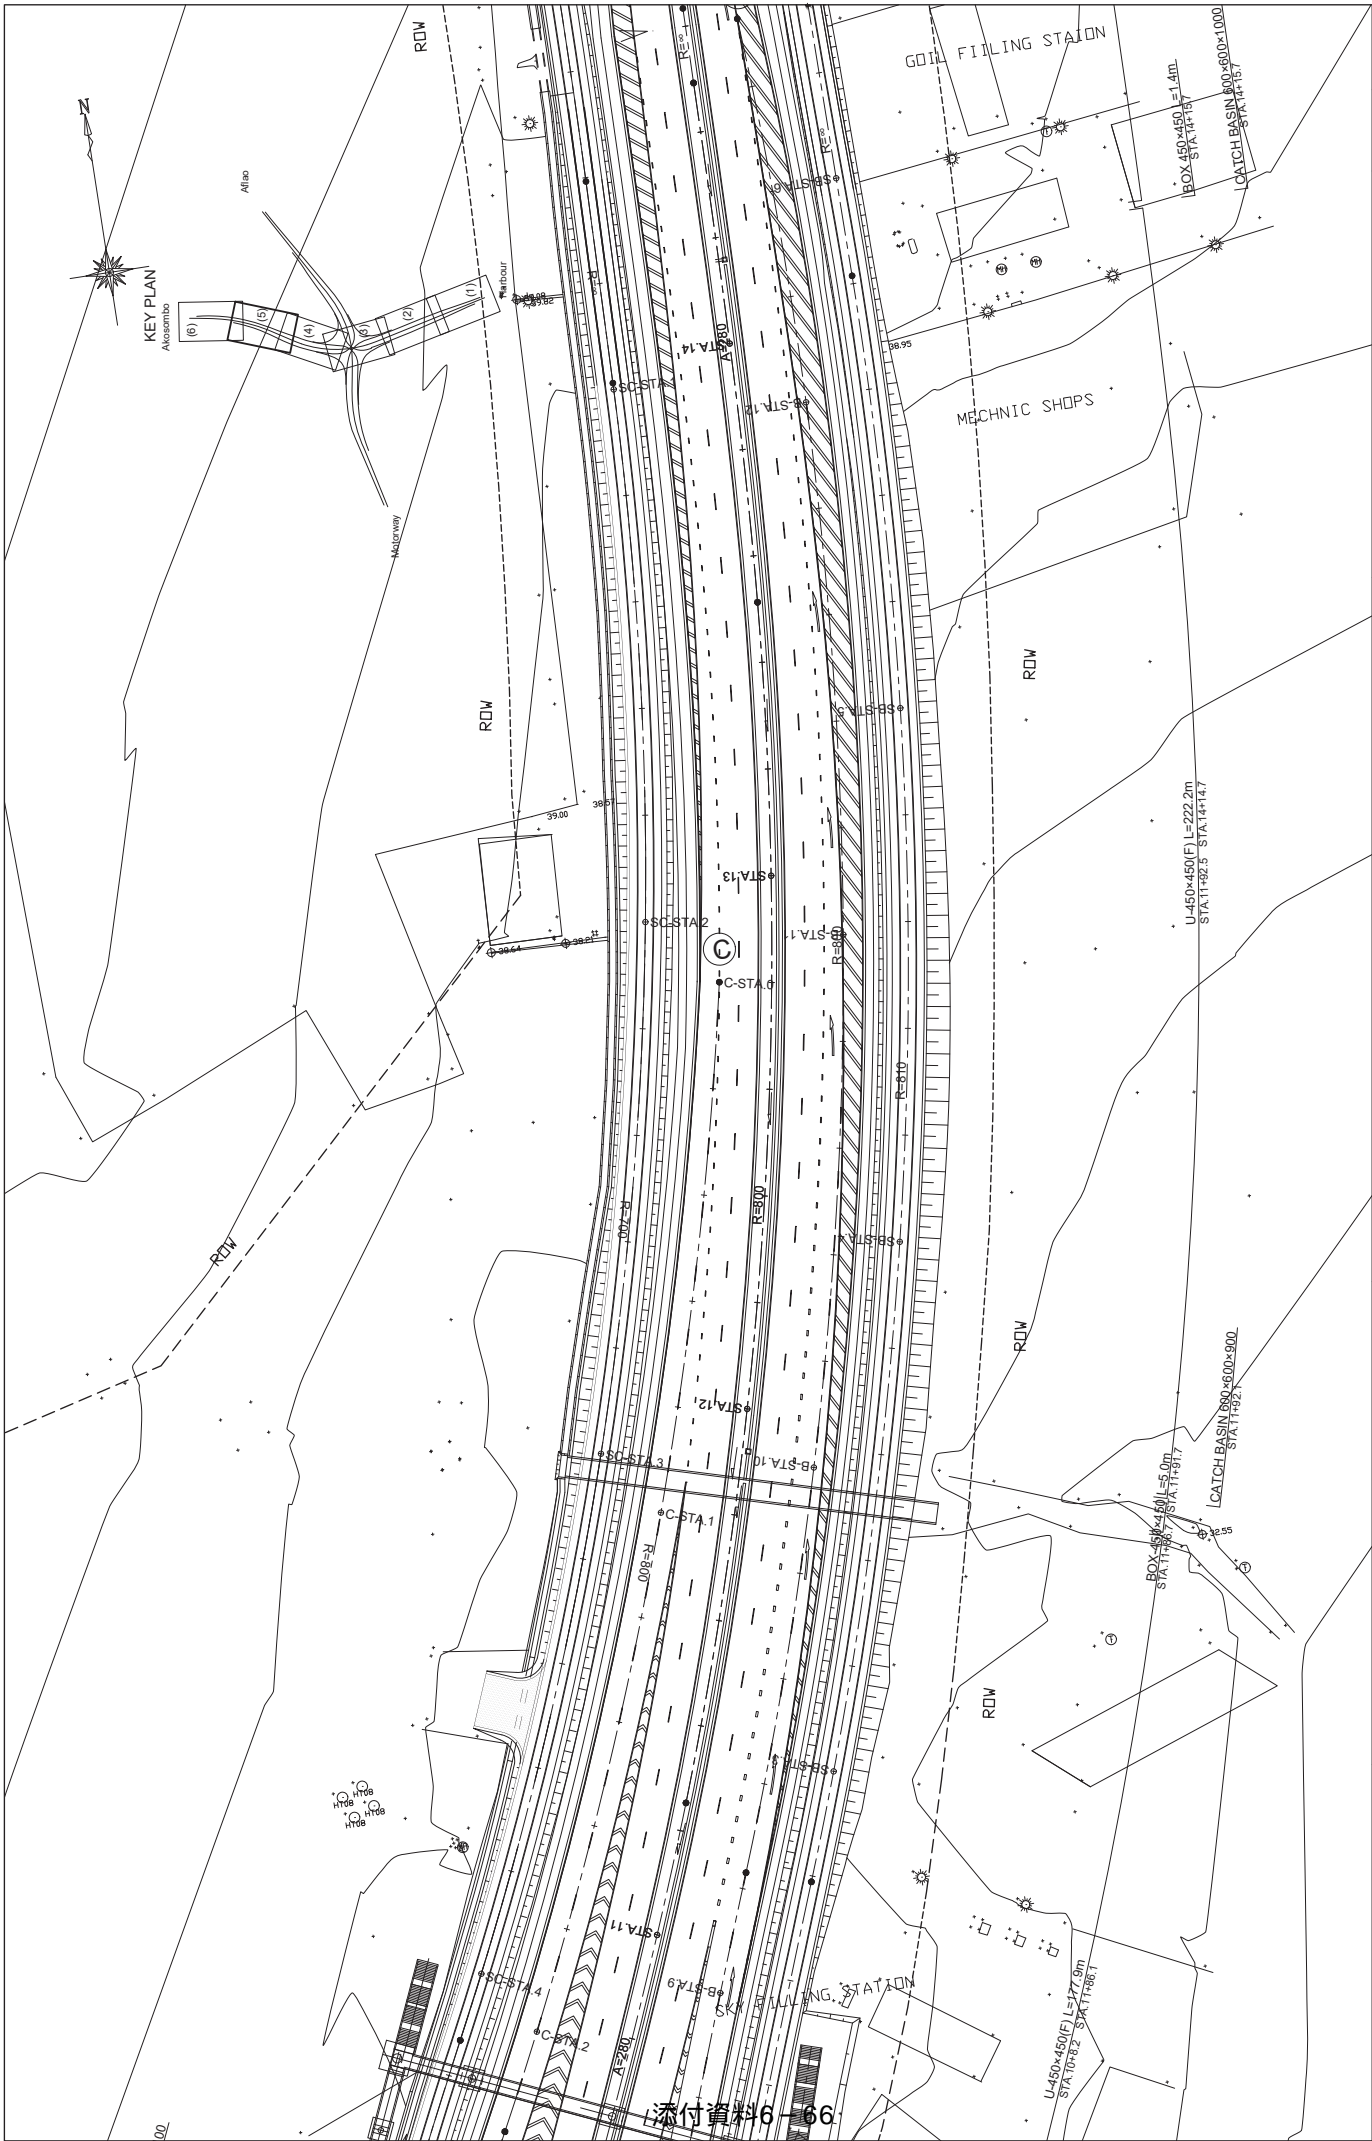 ROW
GOIL FIILING STAION
BOX 450×450 L=1.4m
STA.14+15.7
CATCH BASIN 600×600×1000
STA.14+15.7
N
Aflao
KEY PLAN
Akosombo
(6)
(5)
(4)
(3)
(2)
(1)
Harbour
Motorway
R=∞
R=∞
SB-STA.6
STA.14
A=280
38.95
SC-STA.1
B-STA.12
MECHNIC SHOPS
ROW
ROW
SB-STA.5
U-450×450(F) L=222.2m
STA.11+92.5 STA.14+14.7
38.57
39.00
STA.13
SC-STA.2
B-STA.11
R=800
38.64
C
C-STA.0
R=810
R=800
R=700
SB-STA.4
ROW
ROW
STA.12
CATCH BASIN 600×600×900
STA.11+92.1
SC-STA.3
B-STA.10
BOX 450×450 L=5.0m
STA.11+86.7 STA.11+91.7
C-STA.1
32.55
T
R=800
T
ROW
SB-STA.3
HT08
HT08
HT08
HT08
STA.11
SC-STA.4
B-STA.9
SKY FILLING STATION
C-STA.2
A=280
U-450×450(F) L=177.9m
STA.10+8.2 STA.11+86.1
添付資料6－66